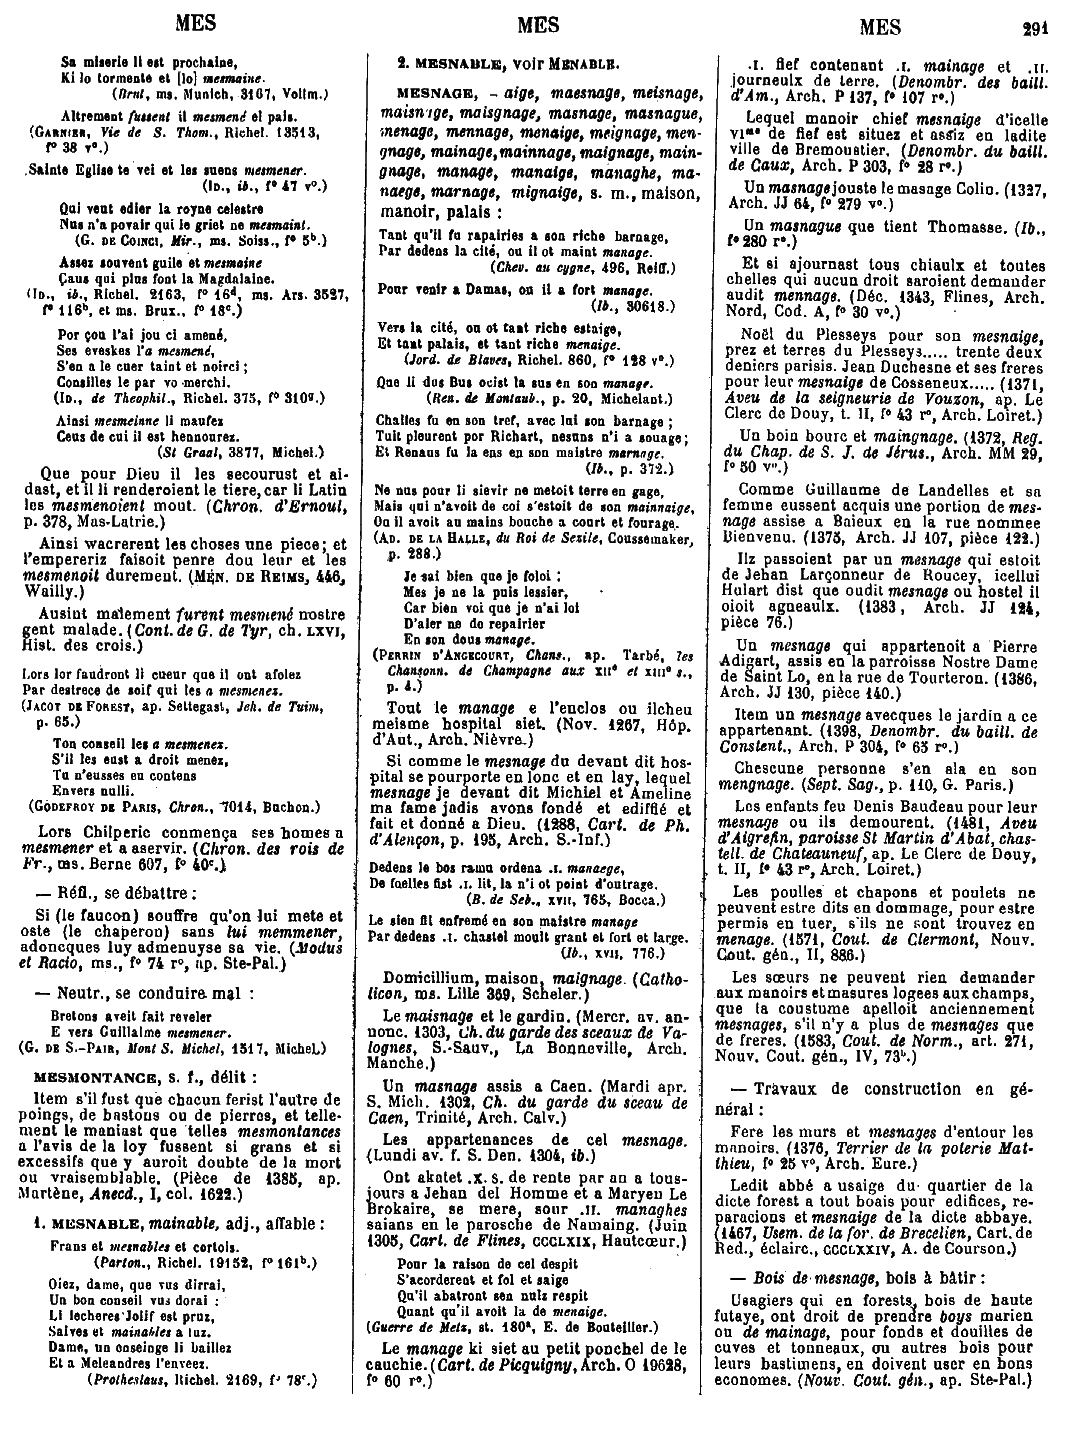 MES
MES
MES
291
Sa miserie li est prochaine,
Ki lo tormente et [lo] mesmaine.
(Brut, ms. Munich, 3167, Vollm.)
Altrement fussent il mesmené el pais.
(GARNIER, Vie de S. Thom., Richel. 13513,
f° 38 v°.)
Sainte Eglise te vei et les suens mesmener.
(ID., ib., f° 47 v°.)
Qui veut edier la royne celestre
Nus n'a povair qui le griet ne mesmaint.
(G. DE COINCI, Mir., ms. Soiss., f° 5b.)
Assez souvent guile et mesmaine
Çaus qui plus font la Magdalaine.
(ID., ib., Richel. 2163, f° 16d, ms. Ars. 3527,
f° 116b, et ms. Brux., f° 18c.)
Por çou l'ai jou ci amené,
Ses eveskes l'a mesmené,
S'en a le cuer taint et noirci ;
Consilles le par vo merchi.
(ID., de Theophil., Richel. 375, f° 310a.)
Ainsi mesmeinne li maufez
Ceus de cui il est hennourez.
(St Graal, 3877, Michel.)
Que pour Dieu il les secourust et ai-
dast, et il li renderoient le tiere, car li Latin
les mesmenoient mout. (Chron. d'Ernoul,
p. 378, Mas-Latrie.)
Ainsi wacrerent les choses une piece; et
l'empereriz faisoit penre dou leur et les
mesmenoit durement. (MÉN. DE REIMS, 446,
Wailly.)
Ausint malement furent mesmené nostre
gent malade. (Cont. de G. de Tyr, ch. LXVI,
Hist. des crois.)
Lors lor faudront li cueur que il ont afolez
Par destrece de soif qui les a mesmenez.
(JACOT DE FOREST, ap. Settegast, Jeh. de Tuim,
p. 65.)
Ton conseil les a mesmenez.
S'il les eust a droit menez,
Tu n'eusses eu contens
Envers nulli.
(GODEFROY DE PARIS, Chron., 7014, Buchon.)
Lors Chilperic conmença ses homes a
mesmener et a aservir. (Chron. des rois de
Fr., ms. Berne 607, f° 40c.)
— Réfl., se débattre :
Si (le faucon) souffre qu'on lui mete et
oste (le chaperon) sans lui memmener,
adoncques luy admenuyse sa vie. (Modus
et Racio, ms., f° 74 r°, ap. Ste-Pal.)
— Neutr., se conduire mal :
Bretons aveit fait reveler
E vers Guillalme mesmener.
(G. DE S.-PAIR, Mont S. Michel, 1517, Michel.)
MESMONTANCE, s. f., délit :
Item s'il fust que chacun ferist l'autre de
poings, de bastons ou de pierres, et telle-
ment le maniast que telles mesmontances
a l'avis de la loy fussent si grans et si
excessifs que y auroit doubte de la mort
ou vraisemblable. (Pièce de 1385, ap.
Martène, Anecd., I, col. 1622.)
1. MESNABLE, mainable, adj., affable :
Frans et mesnables et cortois.
(Parton., Richel. 19152, f° 161b.)
Oiez, dame, que vus dirrai,
Un bon conseil vus dorai :
Li lecheres Jolif est pruz,
Salves et mainables a luz.
Dame, un enseinge li baillez
Et a Meleandres l'enveez.
(Prothesiaus, Richel. 2169, f° 78c.)
2. MESNABLE, voir MENABLE.
MESNAGE, - aige, maesnage, meisnage,
maisnage, maisgnage, masnage, masnague,
menage, mennage, menaige, meignage, men-
gnage, mainage, mainnage, maignage, main-
gnage, manage, manaige, managhe, ma-
naege, marnage, mignaige, s. m., maison,
manoir, palais :
Tant qu'il fu rapairies a son riche barnage,
Par dedens la cité, ou il ot maint manage.
(Chev. au cygne, 496, Reiff.)
Pour venir a Damas, ou il a fort manage.
(Ib., 30618.)
Vers la cité, ou ot tant riche estaige,
Et tant palais, et tant riche menaige.
(Jord. de Blaves, Richel. 860, f° 128 v°.)
Que li dus Bus ocist la sus en son manage.
(Ren. de Montaub., p. 20, Michelant.)
Challes fu en son tref, avec lui son barnage ;
Tuit pleurent por Richart, nesuns n'i a souage;
Et Renaus fu la ens en son maistre marnage.
(Ib., p. 372.)
Ne nus pour li sievir ne metoit terre en gage,
Mais qui n'avoit de coi s'estoit de son mainnaige,
Ou il avoit au mains bouche a court et fourage.
(AD. DE LA HALLE, du Roi de Sezile, Coussemaker,
p. 288.)
Je sai bien que je foloi :
Mes je ne la puis lessier,
Car bien voi que je n'ai loi
D'aler ne do repairier
En son dous manage.
(PERRIN D'ANGECOURT, Chans., ap. Tarbé, les
Chansonn. de Champagne aux XIIe et XIIIe s.,
p. 4.)
Tout le manage e l'enclos ou ilcheu
meisme hospital siet. (Nov. 1267, Hôp.
d'Aut., Arch. Nièvre.)
Si comme le mesnage du devant dit hos-
pital se pourporte en lonc et en lay, lequel
mesnage je devant dit Michiel et Ameline
ma fame jadis avons fondé et edifflé et
fait et donné a Dieu. (1288, Cart. de Ph.
d'Alençon, p. 195, Arch. S.-Inf.)
Dedens le bos ramu ordena .I. manaege,
De fuelles fist .I. lit, la n'i ot point d'outrage.
(B. de Seb., XVII, 765, Bocca.)
Le sien fil enfremé en son maistre manage
Par dedens .I. chastel moult grant et fort et large.
(Ib., XVII, 776.)
Domicillium, maison, maignage. (Catho-
licon, ms. Lille 369, Scheler.)
Le maisnage et le gardin. (Mercr. av. an-
nonc. 1303, Ch. du garde des sceaux de Va-
lognes, S.-Sauv., La Bonneville, Arch.
Manche.)
Un masnage assis a Caen. (Mardi apr.
S. Mich. 1302, Ch. du garde du sceau de
Caen, Trinité, Arch. Calv.)
Les appartenances de cel mesnage.
(Lundi av. f. S. Den. 1304, ib.)
Ont akatet .X. s. de rente par an a tous-
jours a Jehan del Homme et a Maryen Le
Brokaire, se mere, sour .II. managhes
saians en le parosche de Namaing. (Juin
1305, Cart. de Flines, CCCLXIX, Hautcœur.)
Pour la raison de cel despit
S'acorderent et fol et saige
Qu'il abatront sen nulz respit
Quant qu'il avoit la de menaige.
(Guerre de Metz, st. 180a, E. de Bouteiller.)
Le manage ki siet au petit ponchel de le
cauchie. (Cart. de Picquigny, Arch. O 19628,
f° 60 r°.)
.I. fief contenant .I. mainage et .II.
journeulx de terre. (Denombr. des baill.
d'Am., Arch. P 137, f° 107 r°.)
Lequel manoir chief mesnaige d'icelle
VIme de fief est situez et assiz en ladite
ville de Bremoustier. (Denombr. du baill.
de Caux, Arch. P 303, f° 28 r°.)
Un masnage jouste le masage Colin. (1327,
Arch. JJ 64, f° 279 v°.)
Un masnague que tient Thomasse. (Ib.,
f° 280 r°.)
Et si ajournast tous chiaulx et toutes
chelles qui aucun droit saroient demander
audit mennage. (Déc. 1343, Flines, Arch.
Nord, Cod. A, f° 30 v°.)
Noël du Plesseys pour son mesnaige,
prez et terres du Plesseys..... trente deux
deniers parisis. Jean Duchesne et ses freres
pour leur mesnaige de Cosseneux..... (1371,
Aveu de la seigneurie de Vouzon, ap. Le
Clerc de Douy, t. II, f° 43 r°, Arch. Loiret.)
Un boin bourc et maingnage. (1372, Reg.
du Chap. de S. J. de Jérus., Arch. MM 29,
f° 50 v°.)
Comme Guillaume de Landelles et sa
femme eussent acquis une portion de mes-
nage assise a Baieux en la rue nommee
Bienvenu. (1375, Arch. JJ 107, pièce 122.)
Ilz passoient par un mesnage qui estoit
de Jehan Larçonneur de Roucey, icellui
Hulart dist que oudit mesnage ou hostel il
oioit agneaulx. (1383, Arch. JJ 124,
pièce 76.)
Un mesnage qui appartenoit a Pierre
Adigart, assis en la parroisse Nostre Dame
de Saint Lo, en la rue de Tourteron. (1386,
Arch. JJ 130, pièce 140.)
Item un mesnage avecques le jardin a ce
appartenant. (1398, Denombr. du baill. de
Constent., Arch. P 304, f° 65 r°.)
Chescune personne s'en ala en son
mengnage. (Sept. Sag., p. 110, G. Paris.)
Les enfants feu Denis Baudeau pour leur
mesnage ou ils demourent. (1481, Aveu
d'Aigrefin, paroisse St Martin d'Abat, chas-
tell. de Chateauneuf, ap. Le Clerc de Douy,
t. II, f° 43 r°, Arch. Loiret.)
Les poulles et chapons et poulets ne
peuvent estre dits en dommage, pour estre
permis en tuer, s'ils ne sont trouvez en
menage. (1571, Cout. de Clermont, Nouv.
Cout. gén., II, 886.)
Les sœurs ne peuvent rien demander
aux manoirs et masures logees aux champs,
que la coustume apelloit anciennement
mesnages, s'il n'y a plus de mesnages que
de freres. (1583, Cout. de Norm., art. 271,
Nouv. Cout. gén., IV, 73b.)
— Travaux de construction en gé-
néral :
Fere les murs et mesnages d'entour les
manoirs. (1376, Terrier de la poterie Mat-
thieu, f° 25 v°, Arch. Eure.)
Ledit abbé a usaige du quartier de la
dicte forest a tout boais pour edifices, re-
paracions et mesnaige de la dicte abbaye.
(1467, Usem. de la for. de Brecelien, Cart. de
Red., éclairc., CCCLXXIV, A. de Courson.)
— Bois de mesnage, bois à bâtir :
Usagiers qui en forests, bois de haute
futaye, ont droit de prendre boys marien
ou de mainage, pour fonds et douilles de
cuves et tonneaux, ou autres bois pour
leurs bastimens, en doivent user en bons
economes. (Nouv. Cout. gén., ap. Ste-Pal.)